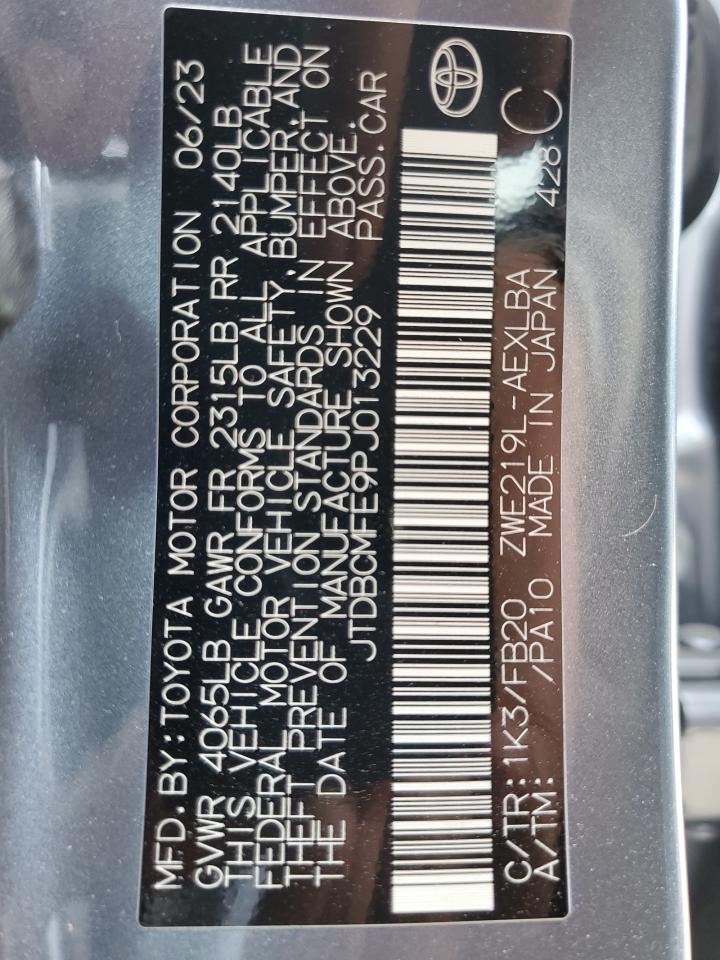 MFD.BY:TOYOTA MOTOR CORPORATION 06/23
GVWR 4065LB GAWR FR 2315LB RR 2140LB
THIS VEHICLE CONFORMS TO ALL APPLICABLE
FEDERAL MOTOR VEHICLE SAFETY, BUMPER, AND
THEFT PREVENTION STANDARDS IN EFFECT ON
THE DATE OF MANUFACTURE SHOWN ABOVE.
JTDBCMFE9PJ013229 PASS.CAR
C/TR: 1K3/FB20 ZWE219L-AEXLBA
A/TM: /PA10 MADE IN JAPAN 428 C